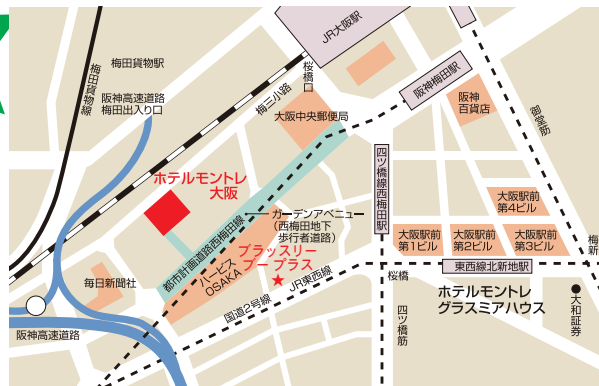 JR大阪駅
梅田貨物駅
梅田貨物線
阪神高速道路
梅田出入り口
桜橋口
梅三小路
大阪中央郵便局
阪神梅田駅
阪神
百貨店
御堂筋
ホテルモントレ
大阪
四ツ橋線西梅田駅
大阪駅前
第4ビル
ガーデンアベニュー
(西梅田地下
歩行者道路)
都市計画道路西梅田線
大阪駅前
第1ビル
大阪駅前
第2ビル
大阪駅前
第3ビル
梅新
ハービス
OSAKA
ブラッスリー
ブー プラス
★
東西線北新地駅
毎日新聞社
JR東西線
国道2号線
桜橋
ホテルモントレ
グラスミアハウス
大和証券
四ツ橋筋
阪神高速道路